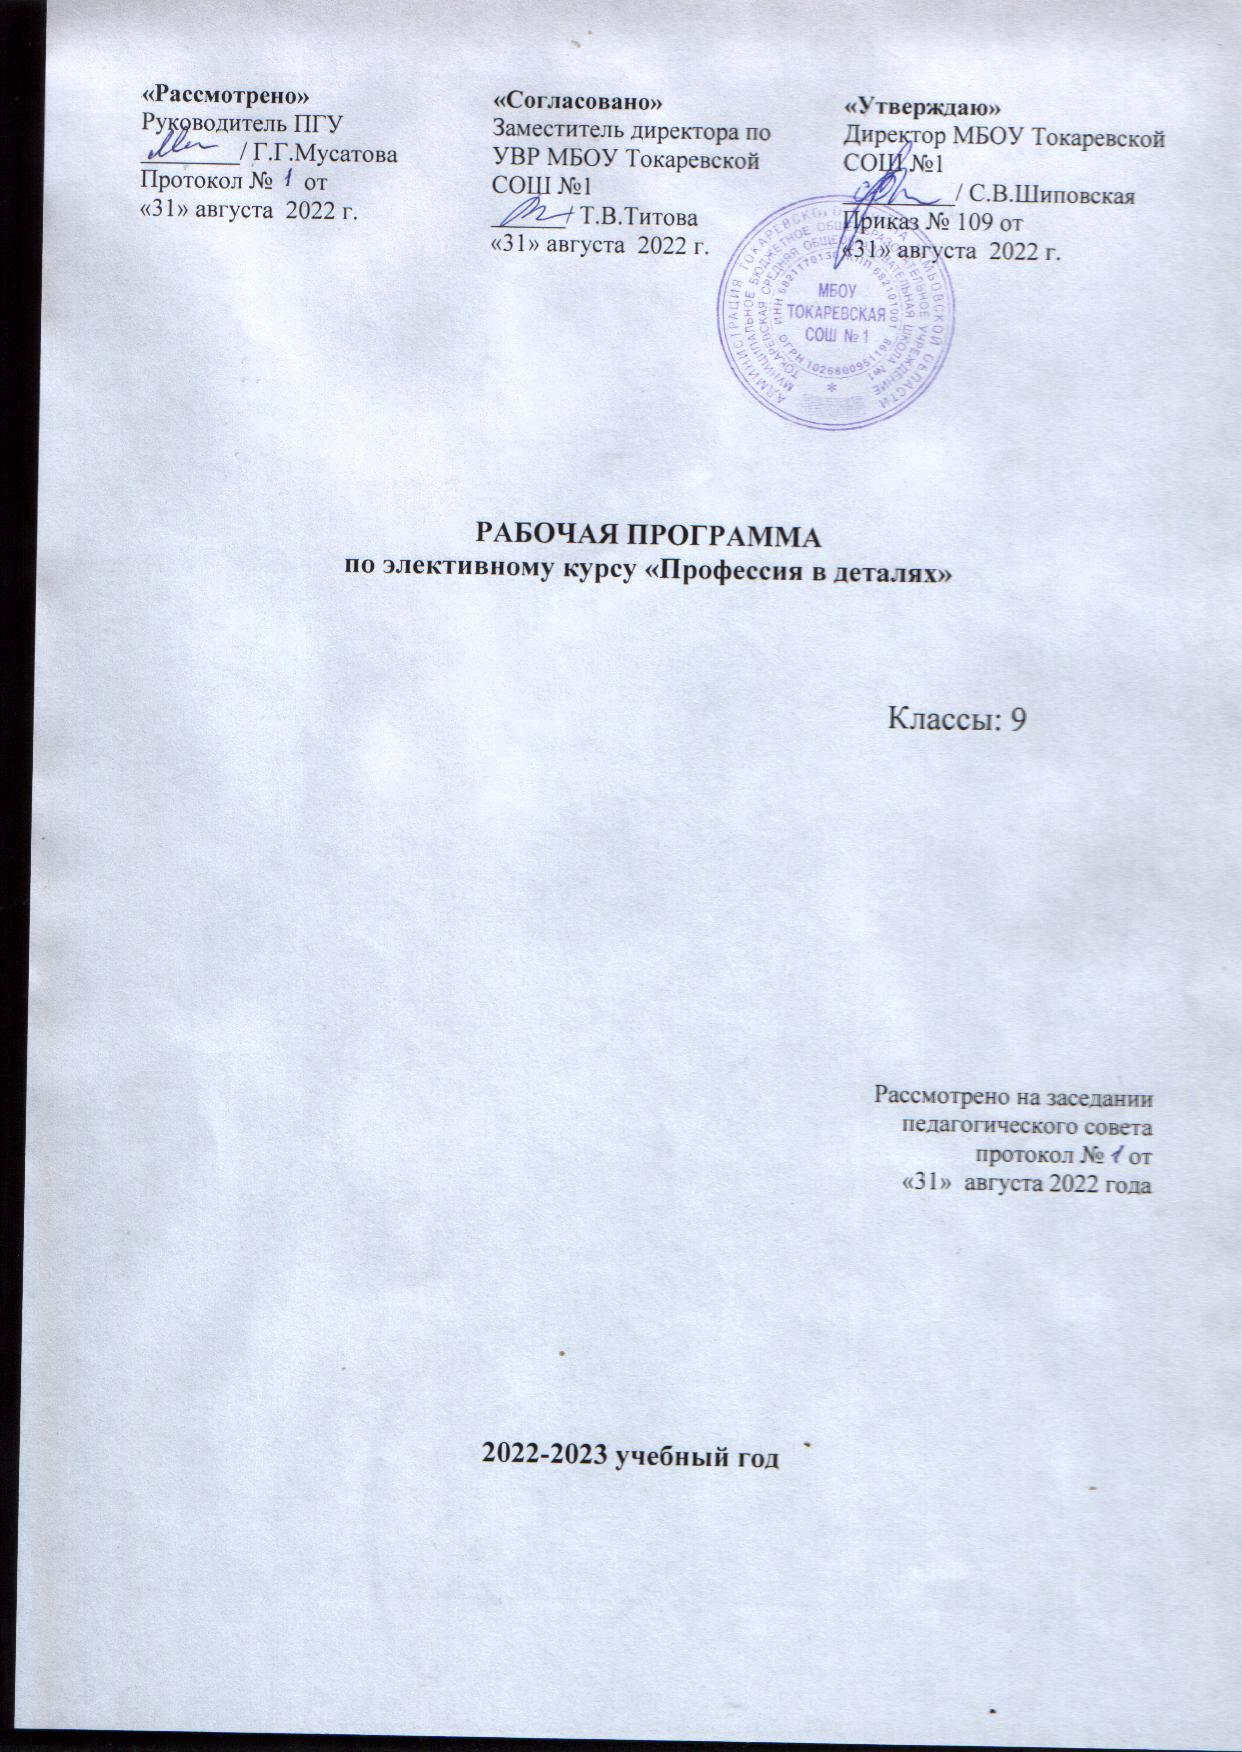 «Рассмотрено»
Руководитель ПГУ
________/ Г.Г.Мусатова
Протокол № 1 от
«31» августа 2022 г.
«Согласовано»
Заместитель директора по
УВР МБОУ Токаревской
СОШ №1
______/ Т.В.Титова
«31» августа 2022 г.
«Утверждаю»
Директор МБОУ Токаревской
СОШ №1
_________/ С.В.Шиповская
Приказ № 109 от
«31» августа 2022 г.
МБОУ
ТОКАРЕВСКАЯ
СОШ № 1
ОГРН 1026800951198
РАБОЧАЯ ПРОГРАММА
по элективному курсу «Профессия в деталях»
Классы: 9
Рассмотрено на заседании
педагогического совета
протокол № 1 от
«31» августа 2022 года
2022-2023 учебный год